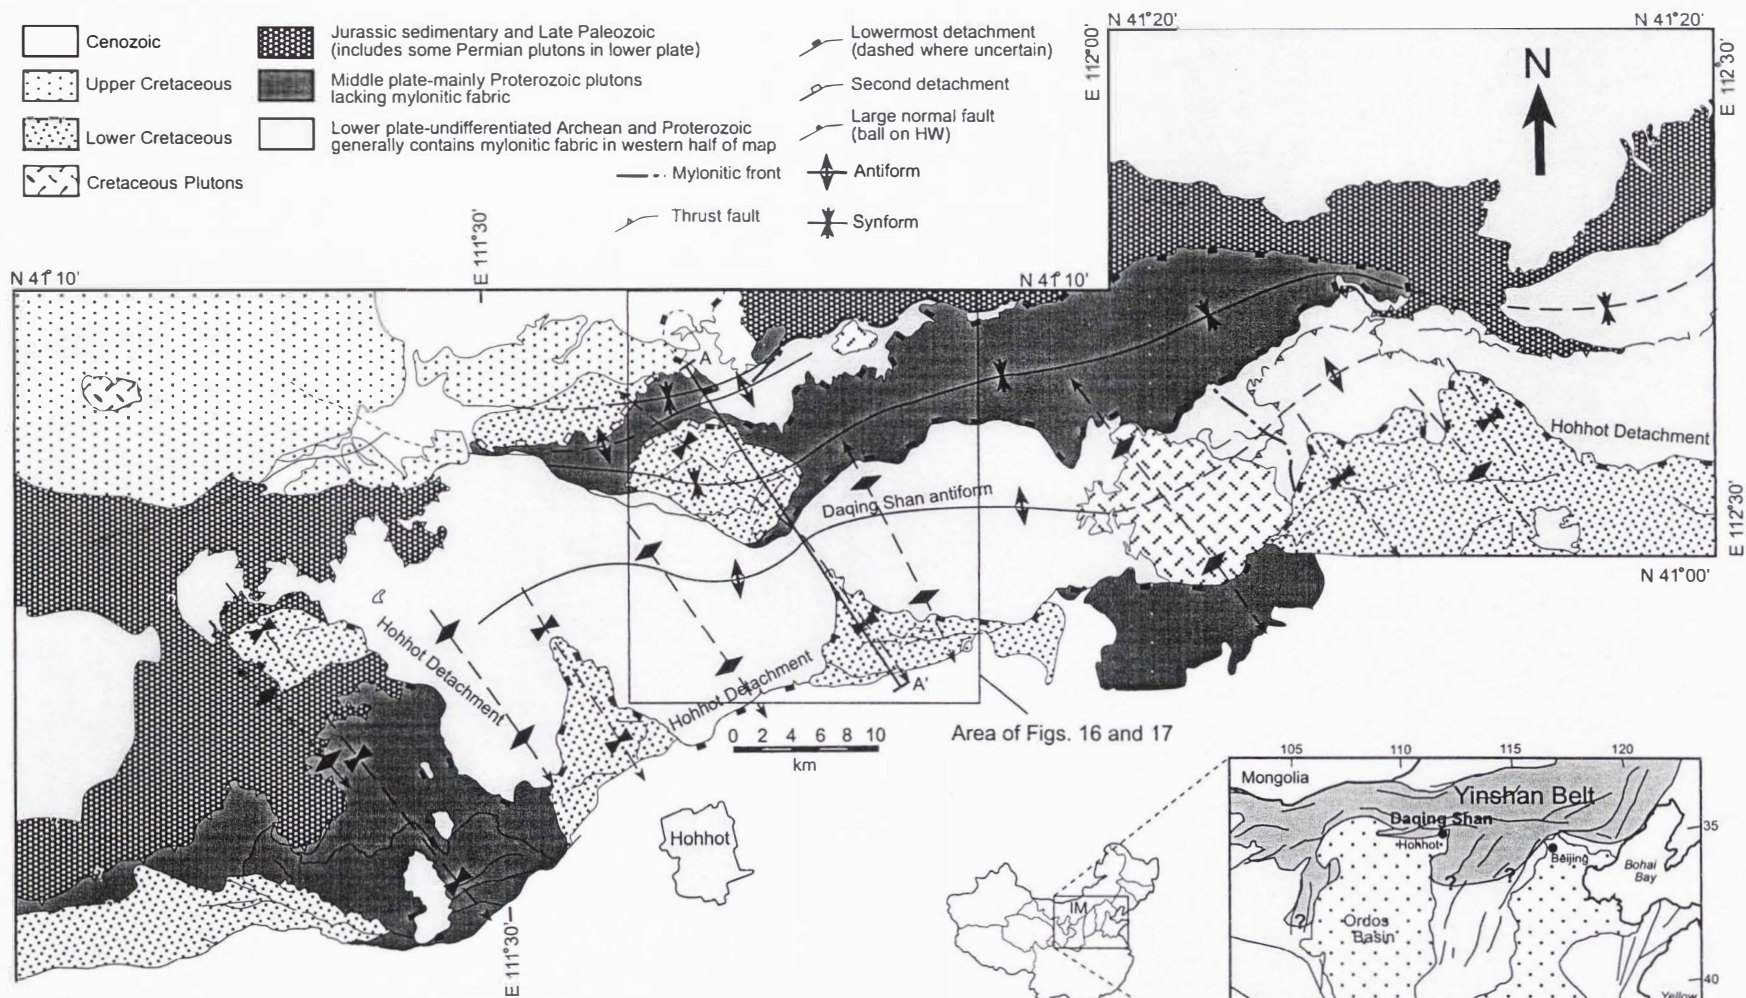 Cenozoic
Upper Cretaceous
Lower Cretaceous
Cretaceous Plutons
Jurassic sedimentary and Late Paleozoic
(includes some Permian plutons in lower plate)
Middle plate-mainly Proterozoic plutons
lacking mylonitic fabric
Lower plate-undifferentiated Archean and Proterozoic
generally contains mylonitic fabric in western half of map
Mylonitic front
Thrust fault
Lowermost detachment
(dashed where uncertain)
Second detachment
Large normal fault
(ball on HW)
Antiform
Synform
N 41°20'
N 41°20'
E 112°00'
E 112°30'
N
E 111°30'
N 41°10'
N 41°10'
A
Hohhot Detachment
Daqing Shan antiform
E 112°30'
N 41°00'
Hohhot Detachment
Hohhot Detachment
A'
0 2 4 6 8 10
km
Area of Figs. 16 and 17
Hohhot
E 111°30'
IM
105 110 115 120
Mongolia
Yinshan Belt
Daqing Shan
Hohhot
Beijing
Bohai
Bay
35
?
?
?
Ordos
Basin
40
Yellow